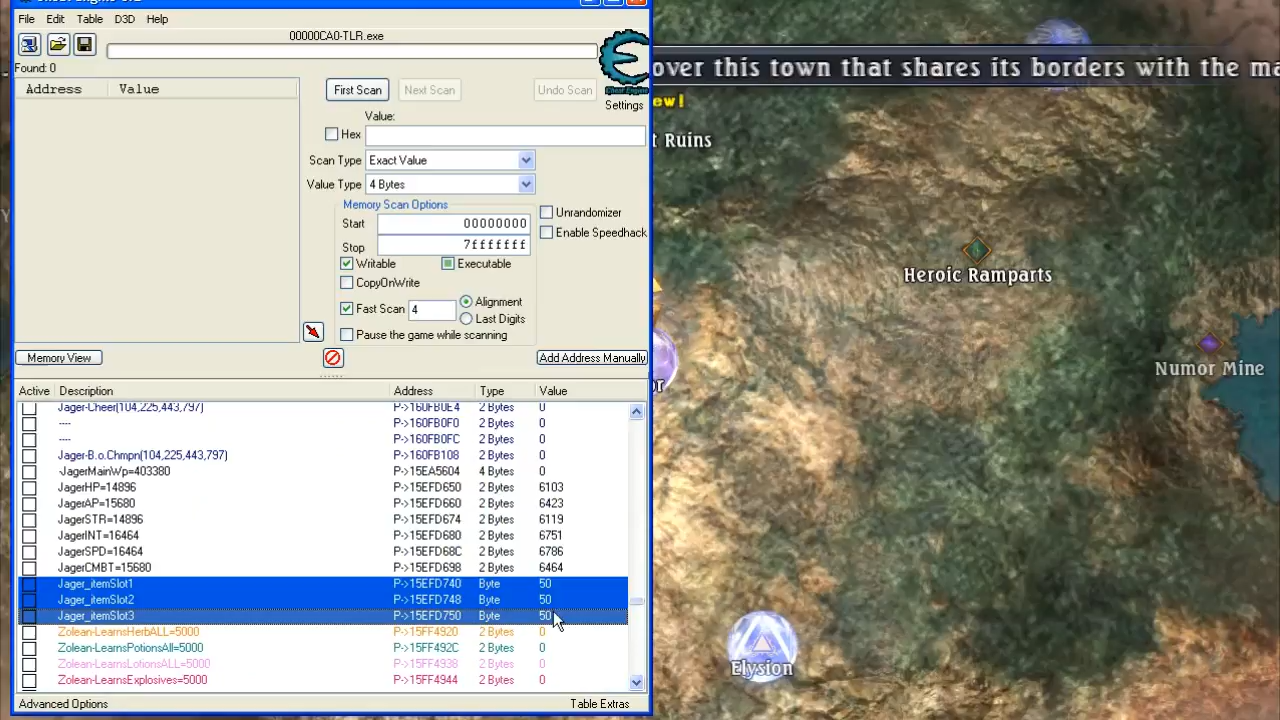 File Edit Table D3D Help
00000CA0-TLR.exe
Found: 0
Settings
Address Value
First Scan Next Scan Undo Scan
Value:
Hex
Scan Type Exact Value
Value Type 4 Bytes
Memory Scan Options
Start 00000000
Stop 7fffffff
Unrandomizer
Enable Speedhack
Writable Executable
CopyOnWrite
Fast Scan 4 Alignment
Last Digits
Pause the game while scanning
Memory View Add Address Manually
Active Description Address Type Value
Jager-Cheer(104,225,443,797) P->160FB0E4 2 Bytes 0
---- P->160FB0F0 2 Bytes 0
---- P->160FB0FC 2 Bytes 0
Jager-B.o.Chmpn(104,225,443,797) P->160FB108 2 Bytes 0
-JagerMainWp=403380 P->15EA5604 4 Bytes 0
JagerHP=14896 P->15EFD650 2 Bytes 6103
JagerAP=15680 P->15EFD660 2 Bytes 6423
JagerSTR=14896 P->15EFD674 2 Bytes 6119
JagerINT=16464 P->15EFD680 2 Bytes 6751
JagerSPD=16464 P->15EFD68C 2 Bytes 6786
JagerCMBT=15680 P->15EFD698 2 Bytes 6464
Jager_itemSlot1 P->15EFD740 Byte 50
Jager_itemSlot2 P->15EFD748 Byte 50
Jager_itemSlot3 P->15EFD750 Byte 50
Zolean-LearnsHerbALL=5000 P->15FF4920 2 Bytes 0
Zolean-LearnsPotionsAll=5000 P->15FF492C 2 Bytes 0
Zolean-LearnsLotionsALL=5000 P->15FF4938 2 Bytes 0
Zolean-LearnsExplosives=5000 P->15FF4944 2 Bytes 0
Advanced Options Table Extras
over this town that shares its borders with the ma
ew!
t Ruins
Heroic Ramparts
Numor Mine
or
Elysion